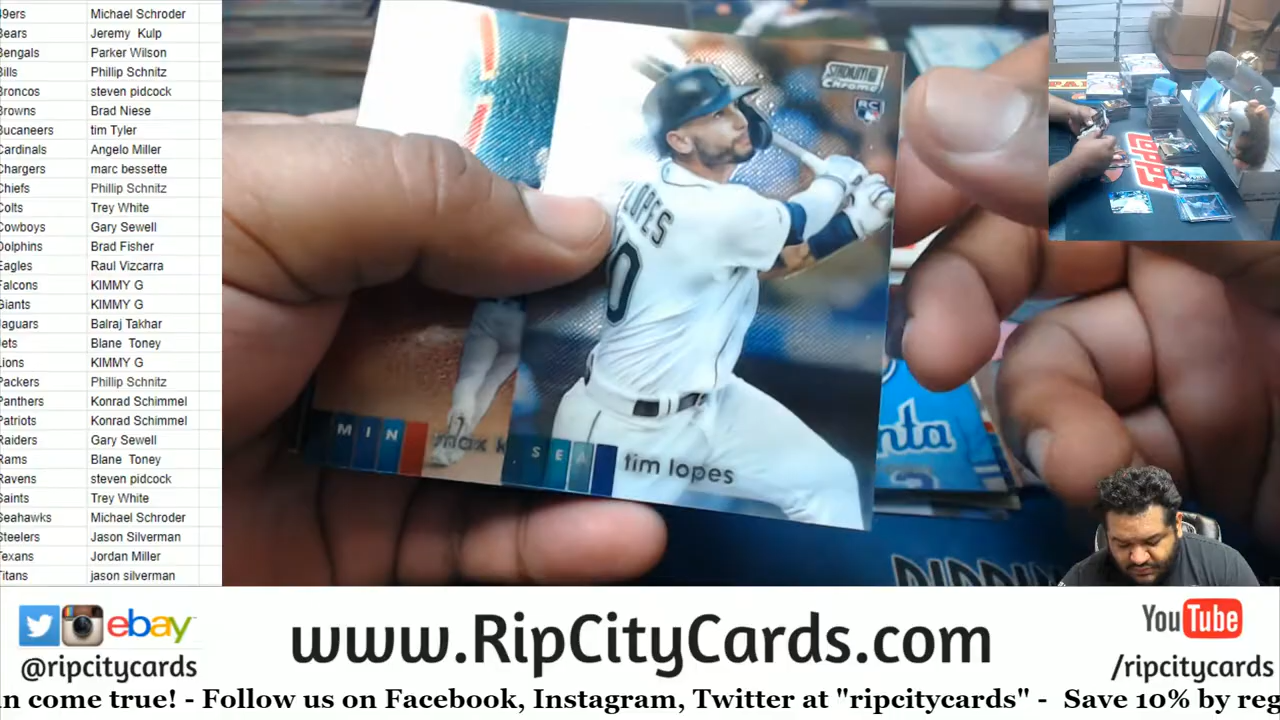 49ers Michael Schroder
Bears Jeremy Kulp
Bengals Parker Wilson
Bills Phillip Schnitz
Broncos steven pidcock
Browns Brad Niese
Bucaneers tim Tyler
Cardinals Angelo Miller
Chargers marc bessette
Chiefs Phillip Schnitz
Colts Trey White
Cowboys Gary Sewell
Dolphins Brad Fisher
Eagles Raul Vizcarra
Falcons KIMMY G
Giants KIMMY G
Jaguars Balraj Takhar
Jets Blane Toney
Lions KIMMY G
Packers Phillip Schnitz
Panthers Konrad Schimmel
Patriots Konrad Schimmel
Raiders Gary Sewell
Rams Blane Toney
Ravens steven pidcock
Saints Trey White
Seahawks Michael Schroder
Steelers Jason Silverman
Texans Jordan Miller
Titans jason silverman
STADIUM
Chrome
RC
LOPES
0
MIN max k
SEA tim lopes
nta
ebay
@ripcitycards
www.RipCityCards.com
YouTube
/ripcitycards
n come true! - Follow us on Facebook, Instagram, Twitter at "ripcitycards" - Save 10% by reg